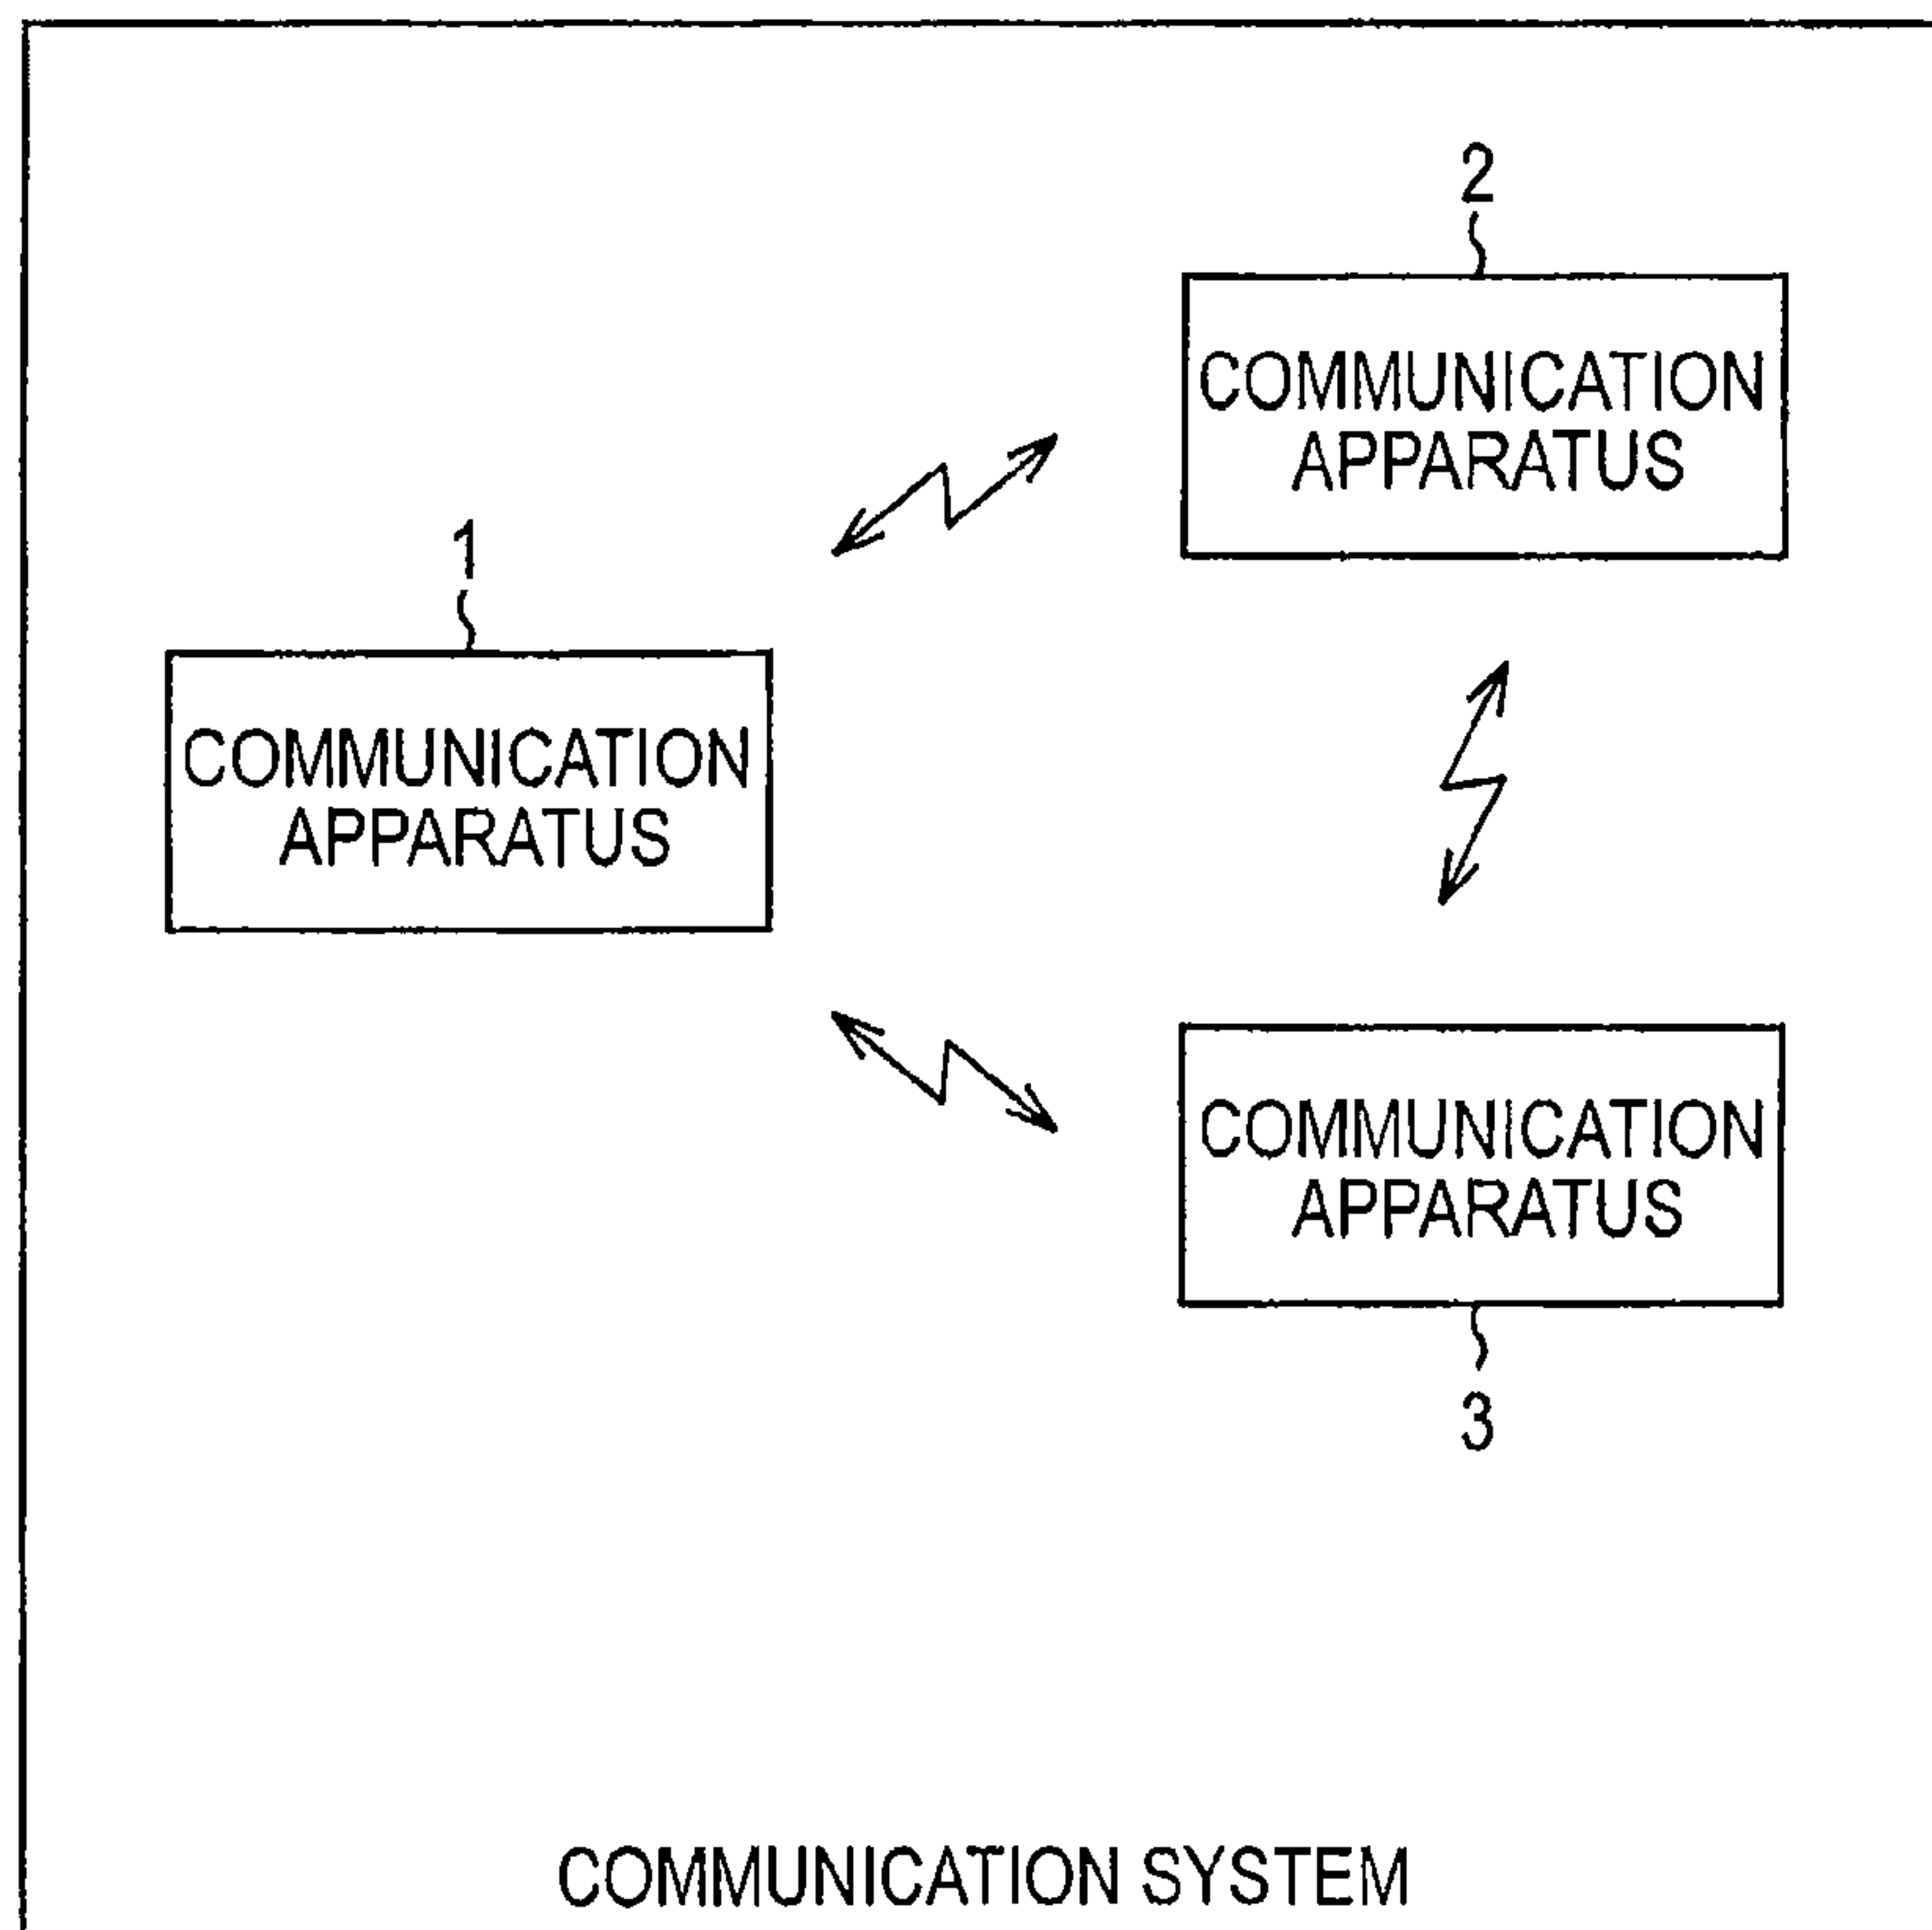 2
COMMUNICATION
APPARATUS
1
COMMUNICATION
APPARATUS
COMMUNICATION
APPARATUS
3
COMMUNICATION SYSTEM